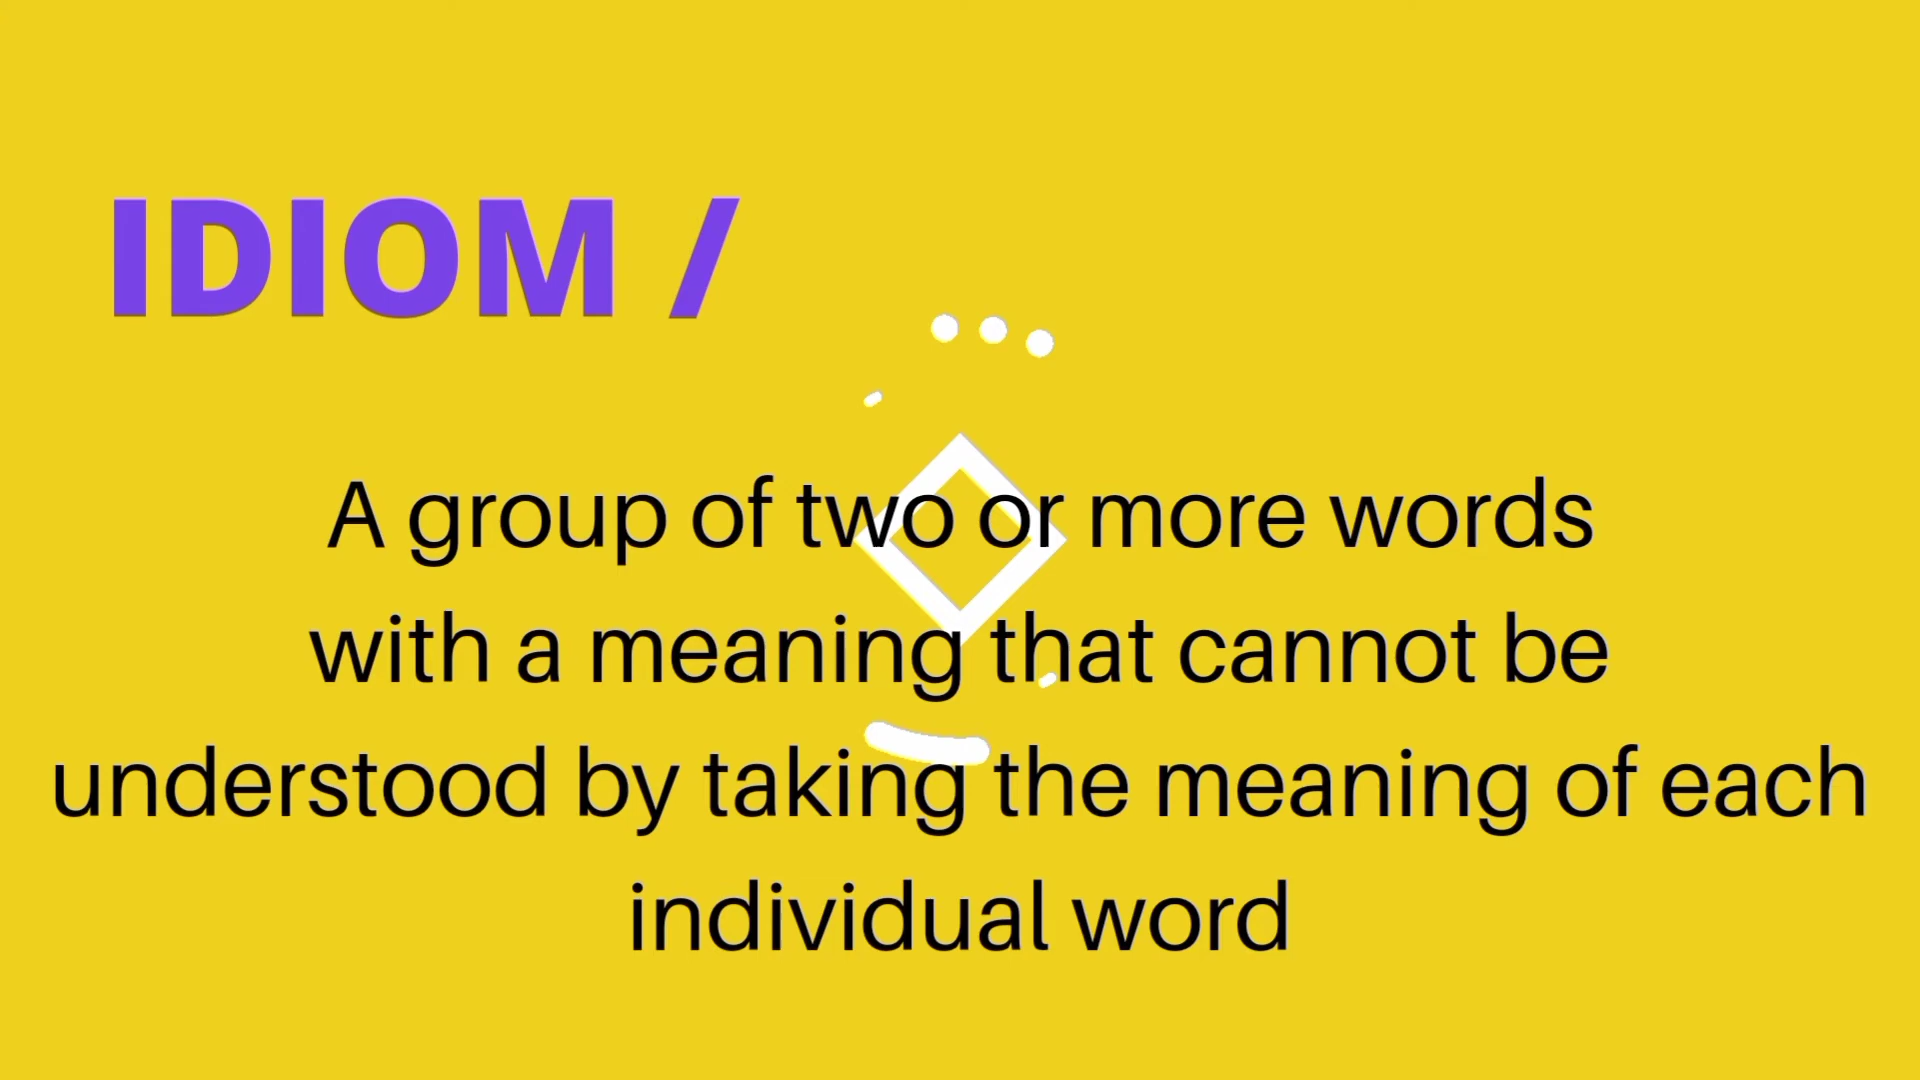 IDIOM /
A group of two or more words
with a meaning that cannot be
understood by taking the meaning of each
individual word